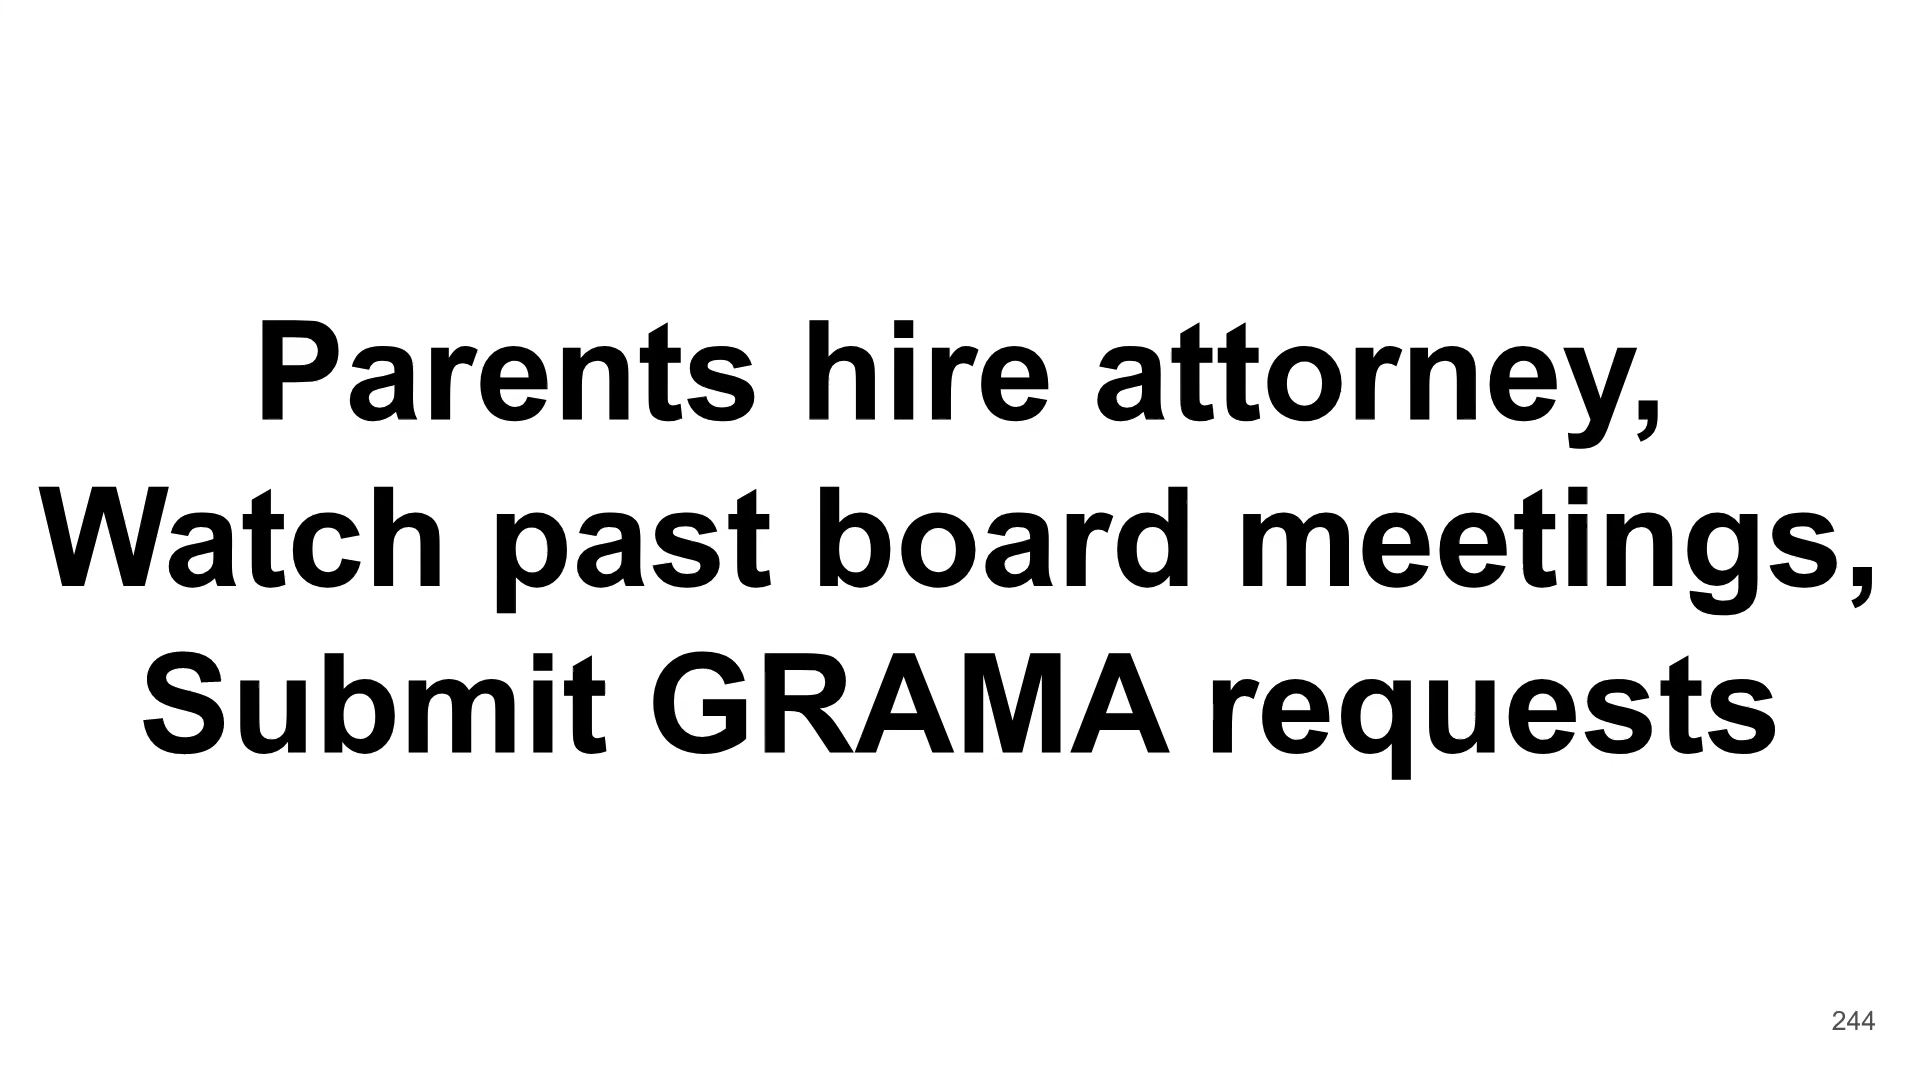 Parents hire attorney,
Watch past board meetings,
Submit GRAMA requests
244